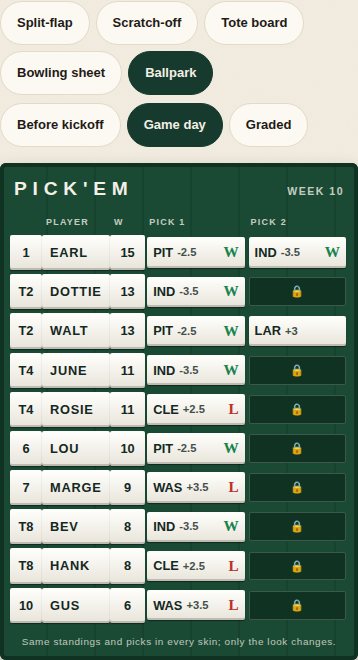 Split-flap Scratch-off Tote board
Bowling sheet Ballpark
Before kickoff Game day Graded
PICK'EM WEEK 10
PLAYER W PICK 1 PICK 2
1 EARL 15 PIT -2.5 W IND -3.5 W
T2 DOTTIE 13 IND -3.5 W
T2 WALT 13 PIT -2.5 W LAR +3
T4 JUNE 11 IND -3.5 W
T4 ROSIE 11 CLE +2.5 L
6 LOU 10 PIT -2.5 W
7 MARGE 9 WAS +3.5 L
T8 BEV 8 IND -3.5 W
T8 HANK 8 CLE +2.5 L
10 GUS 6 WAS +3.5 L
Same standings and picks in every skin; only the look changes.